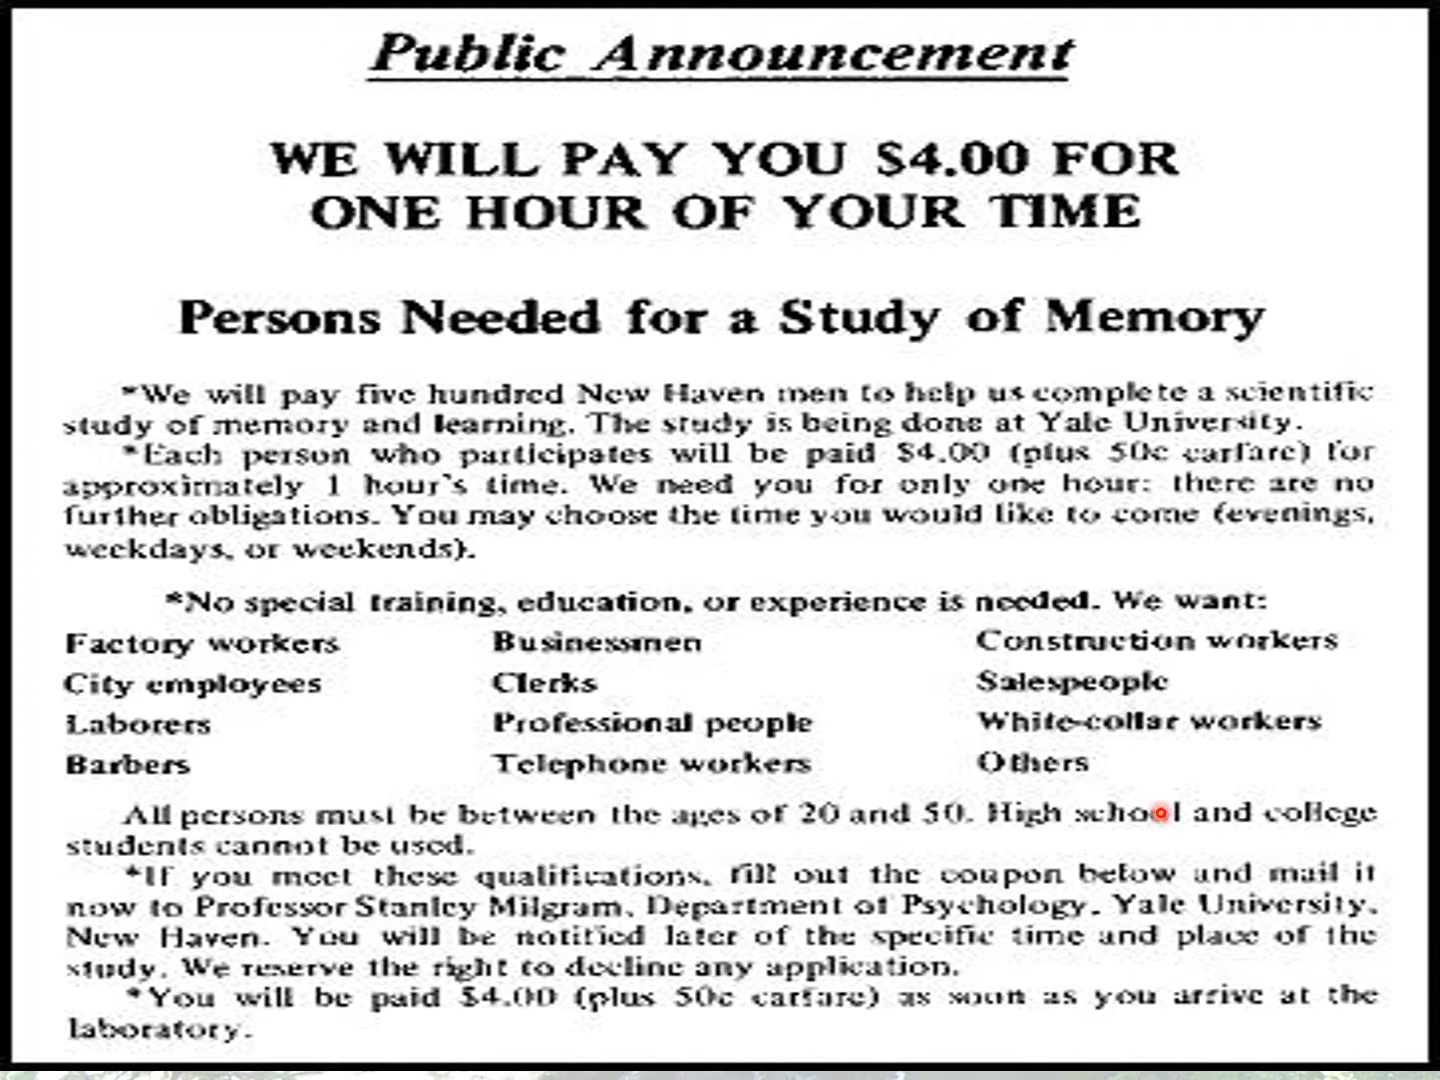 Public Announcement
WE WILL PAY YOU $4.00 FOR
ONE HOUR OF YOUR TIME
Persons Needed for a Study of Memory
*We will pay five hundred New Haven men to help us complete a scientific
study of memory and learning. The study is being done at Yale University.
*Each person who participates will be paid $4.00 (plus 50c carfare) for
approximately 1 hour's time. We need you for only one hour: there are no
further obligations. You may choose the time you would like to come (evenings,
weekdays, or weekends).
*No special training, education, or experience is needed. We want:
Factory workers Businessmen Construction workers
City employees Clerks Salespeople
Laborers Professional people White-collar workers
Barbers Telephone workers Others
All persons must be between the ages of 20 and 50. High school and college
students cannot be used.
*If you meet these qualifications, fill out the coupon below and mail it
now to Professor Stanley Milgram, Department of Psychology, Yale University,
New Haven. You will be notified later of the specific time and place of the
study. We reserve the right to decline any application.
*You will be paid $4.00 (plus 50c carfare) as soon as you arrive at the
laboratory.